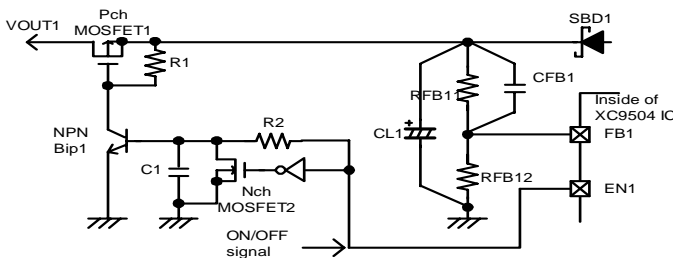 Pch
VOUT1
MOSFET1
SBD1
R1
RFB11
CFB1
Inside of
XC9504 IC
FB1
NPN
Bip1
R2
CL1
C1
Nch
MOSFET2
RFB12
EN1
ON/OFF
signal